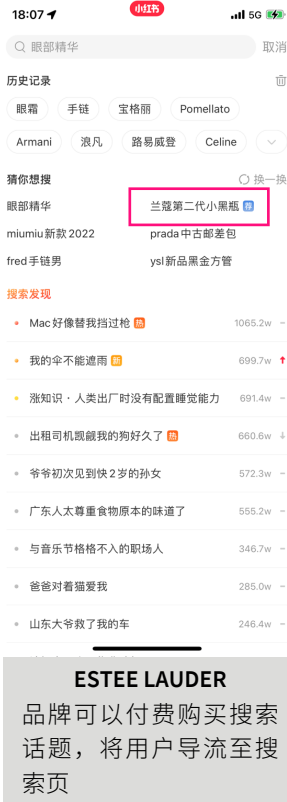 18:07
小红书
5G
眼部精华
取消
历史记录
眼霜
手链
宝格丽
Pomellato
Armani
浪凡
路易威登
Celine
猜你想搜
换一换
眼部精华
兰蔻第二代小黑瓶 荐
miumiu新款2022
prada中古邮差包
fred手链男
ysl新品黑金方管
搜索发现
Mac好像替我挡过枪 热 1065.2w
我的伞不能遮雨 新 699.7w
涨知识·人类出厂时没有配置睡觉能力 691.4w
出租司机觊觎我的狗好久了 热 660.6w
爷爷初次见到快2岁的孙女 572.3w
广东人太尊重食物原本的味道了 555.2w
与音乐节格格不入的职场人 346.7w
爸爸对着猫爱我 285.0w
山东大爷救了我的车 246.4w
ESTEE LAUDER
品牌可以付费购买搜索
话题，将用户导流至搜
索页